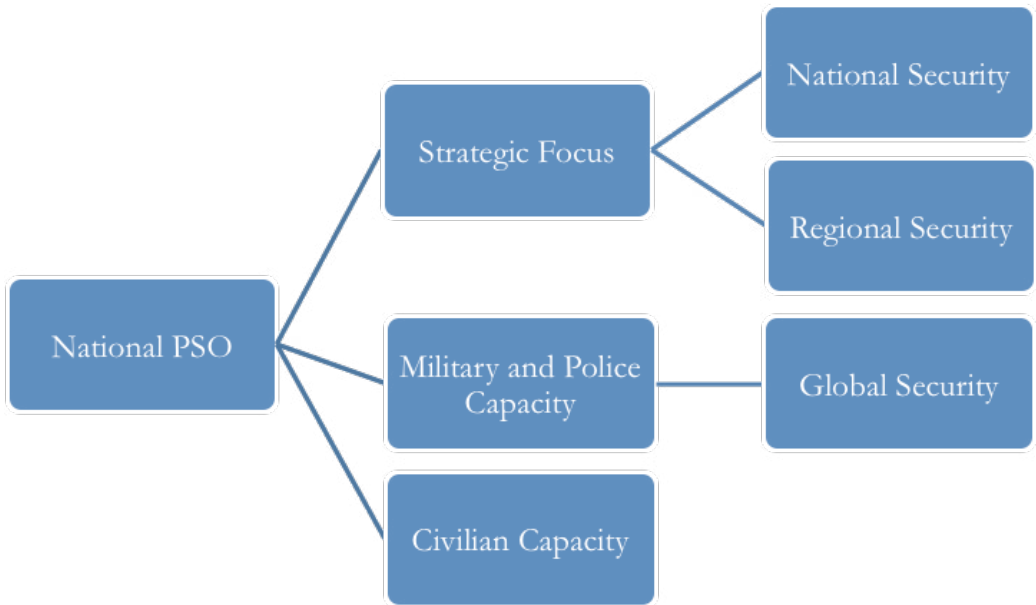 National PSO
Strategic Focus
National Security
Regional Security
Military and Police
Capacity
Global Security
Civilian Capacity